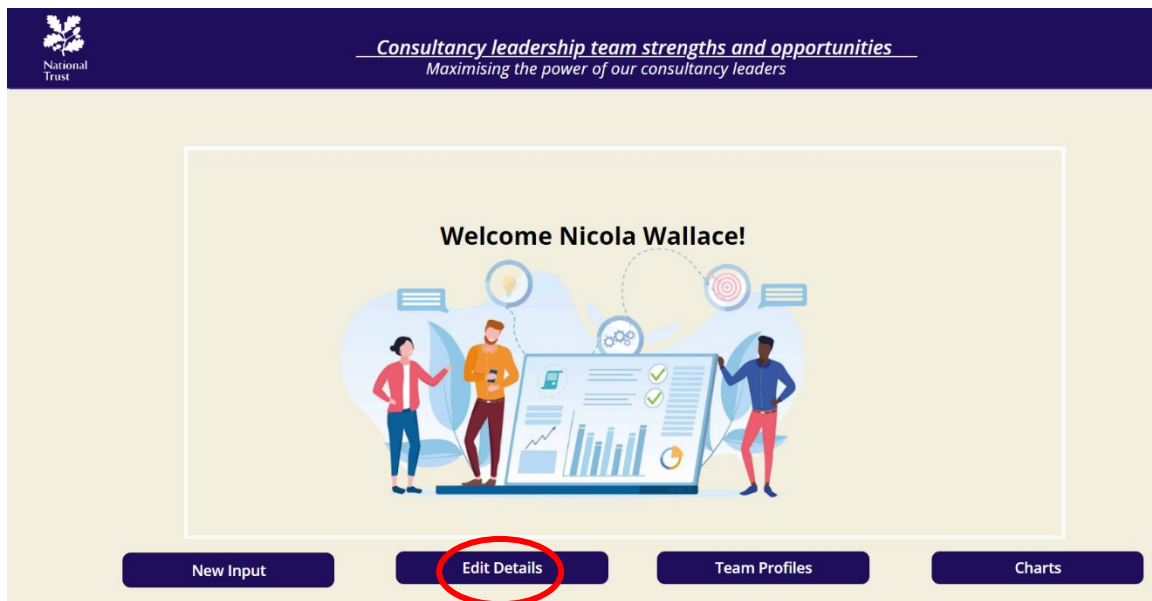 National
Trust
Consultancy leadership team strengths and opportunities
Maximising the power of our consultancy leaders
Welcome Nicola Wallace!
New Input
Edit Details
Team Profiles
Charts